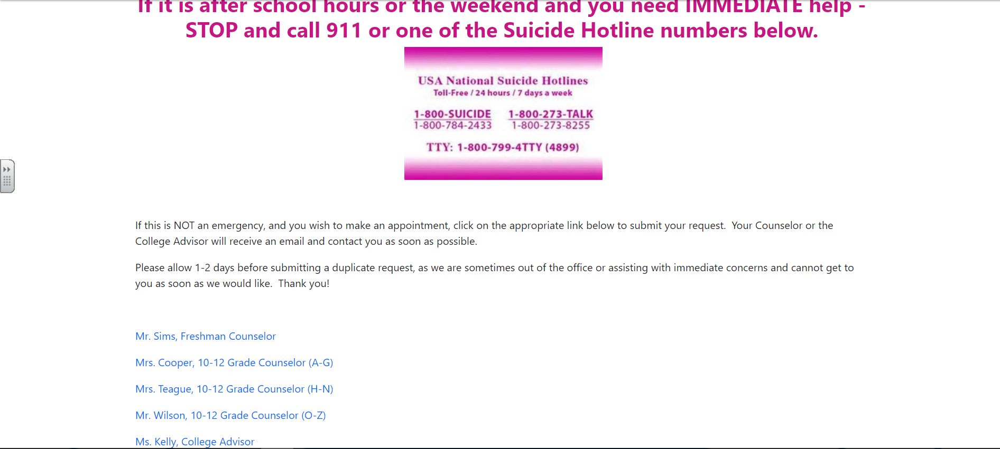 If it is after school hours or the weekend and you need IMMEDIATE help -
STOP and call 911 or one of the Suicide Hotline numbers below.
USA National Suicide Hotlines
Toll-Free / 24 hours / 7 days a week
1-800-SUICIDE 1-800-273-TALK
1-800-784-2433 1-800-273-8255
TTY: 1-800-799-4TTY (4899)
If this is NOT an emergency, and you wish to make an appointment, click on the appropriate link below to submit your request.  Your Counselor or the
College Advisor will receive an email and contact you as soon as possible.
Please allow 1-2 days before submitting a duplicate request, as we are sometimes out of the office or assisting with immediate concerns and cannot get to
you as soon as we would like.  Thank you!
Mr. Sims, Freshman Counselor
Mrs. Cooper, 10-12 Grade Counselor (A-G)
Mrs. Teague, 10-12 Grade Counselor (H-N)
Mr. Wilson, 10-12 Grade Counselor (O-Z)
Ms. Kelly, College Advisor